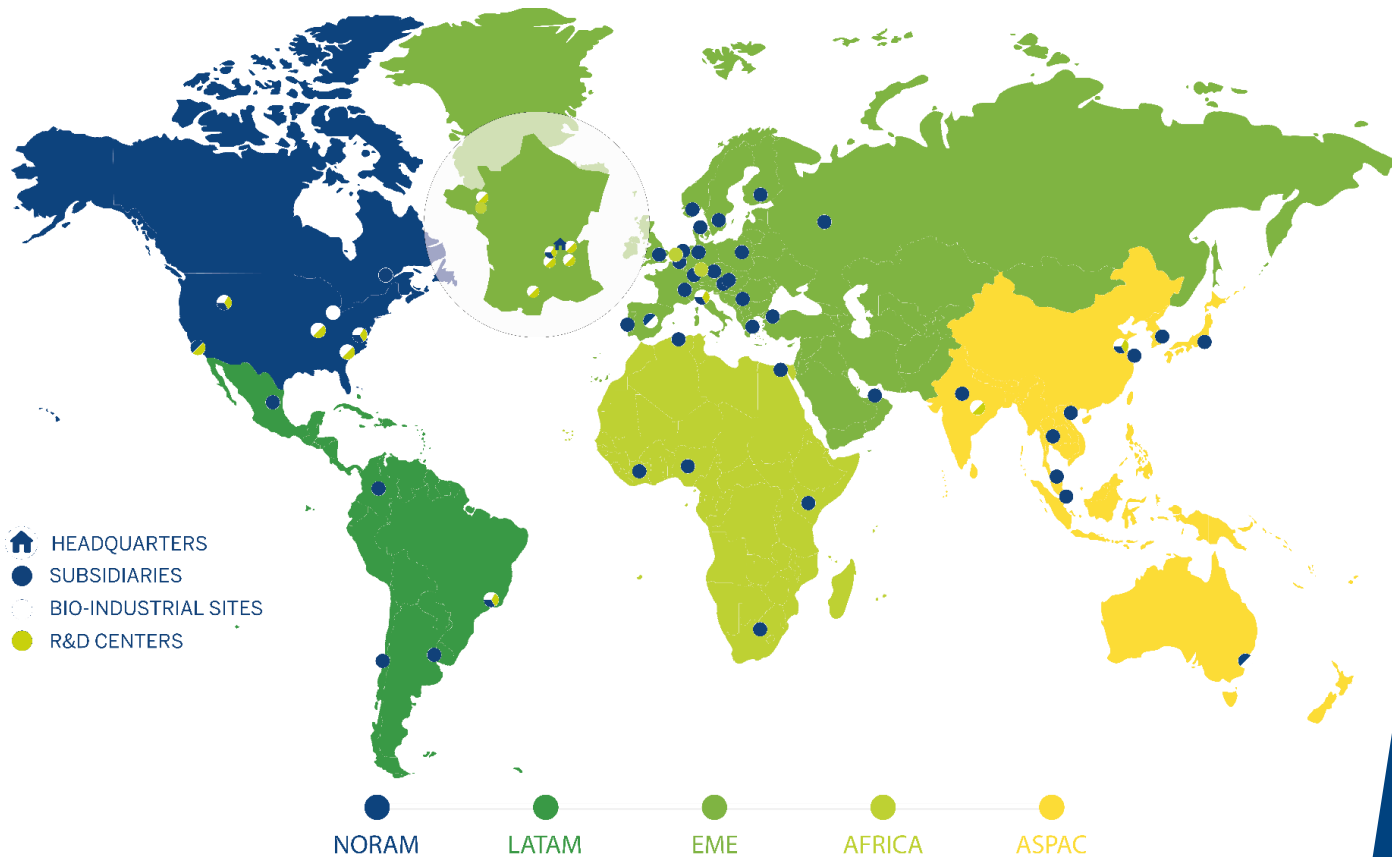 HEADQUARTERS
SUBSIDIARIES
BIO-INDUSTRIAL SITES
R&D CENTERS
NORAM
LATAM
EME
AFRICA
ASPAC